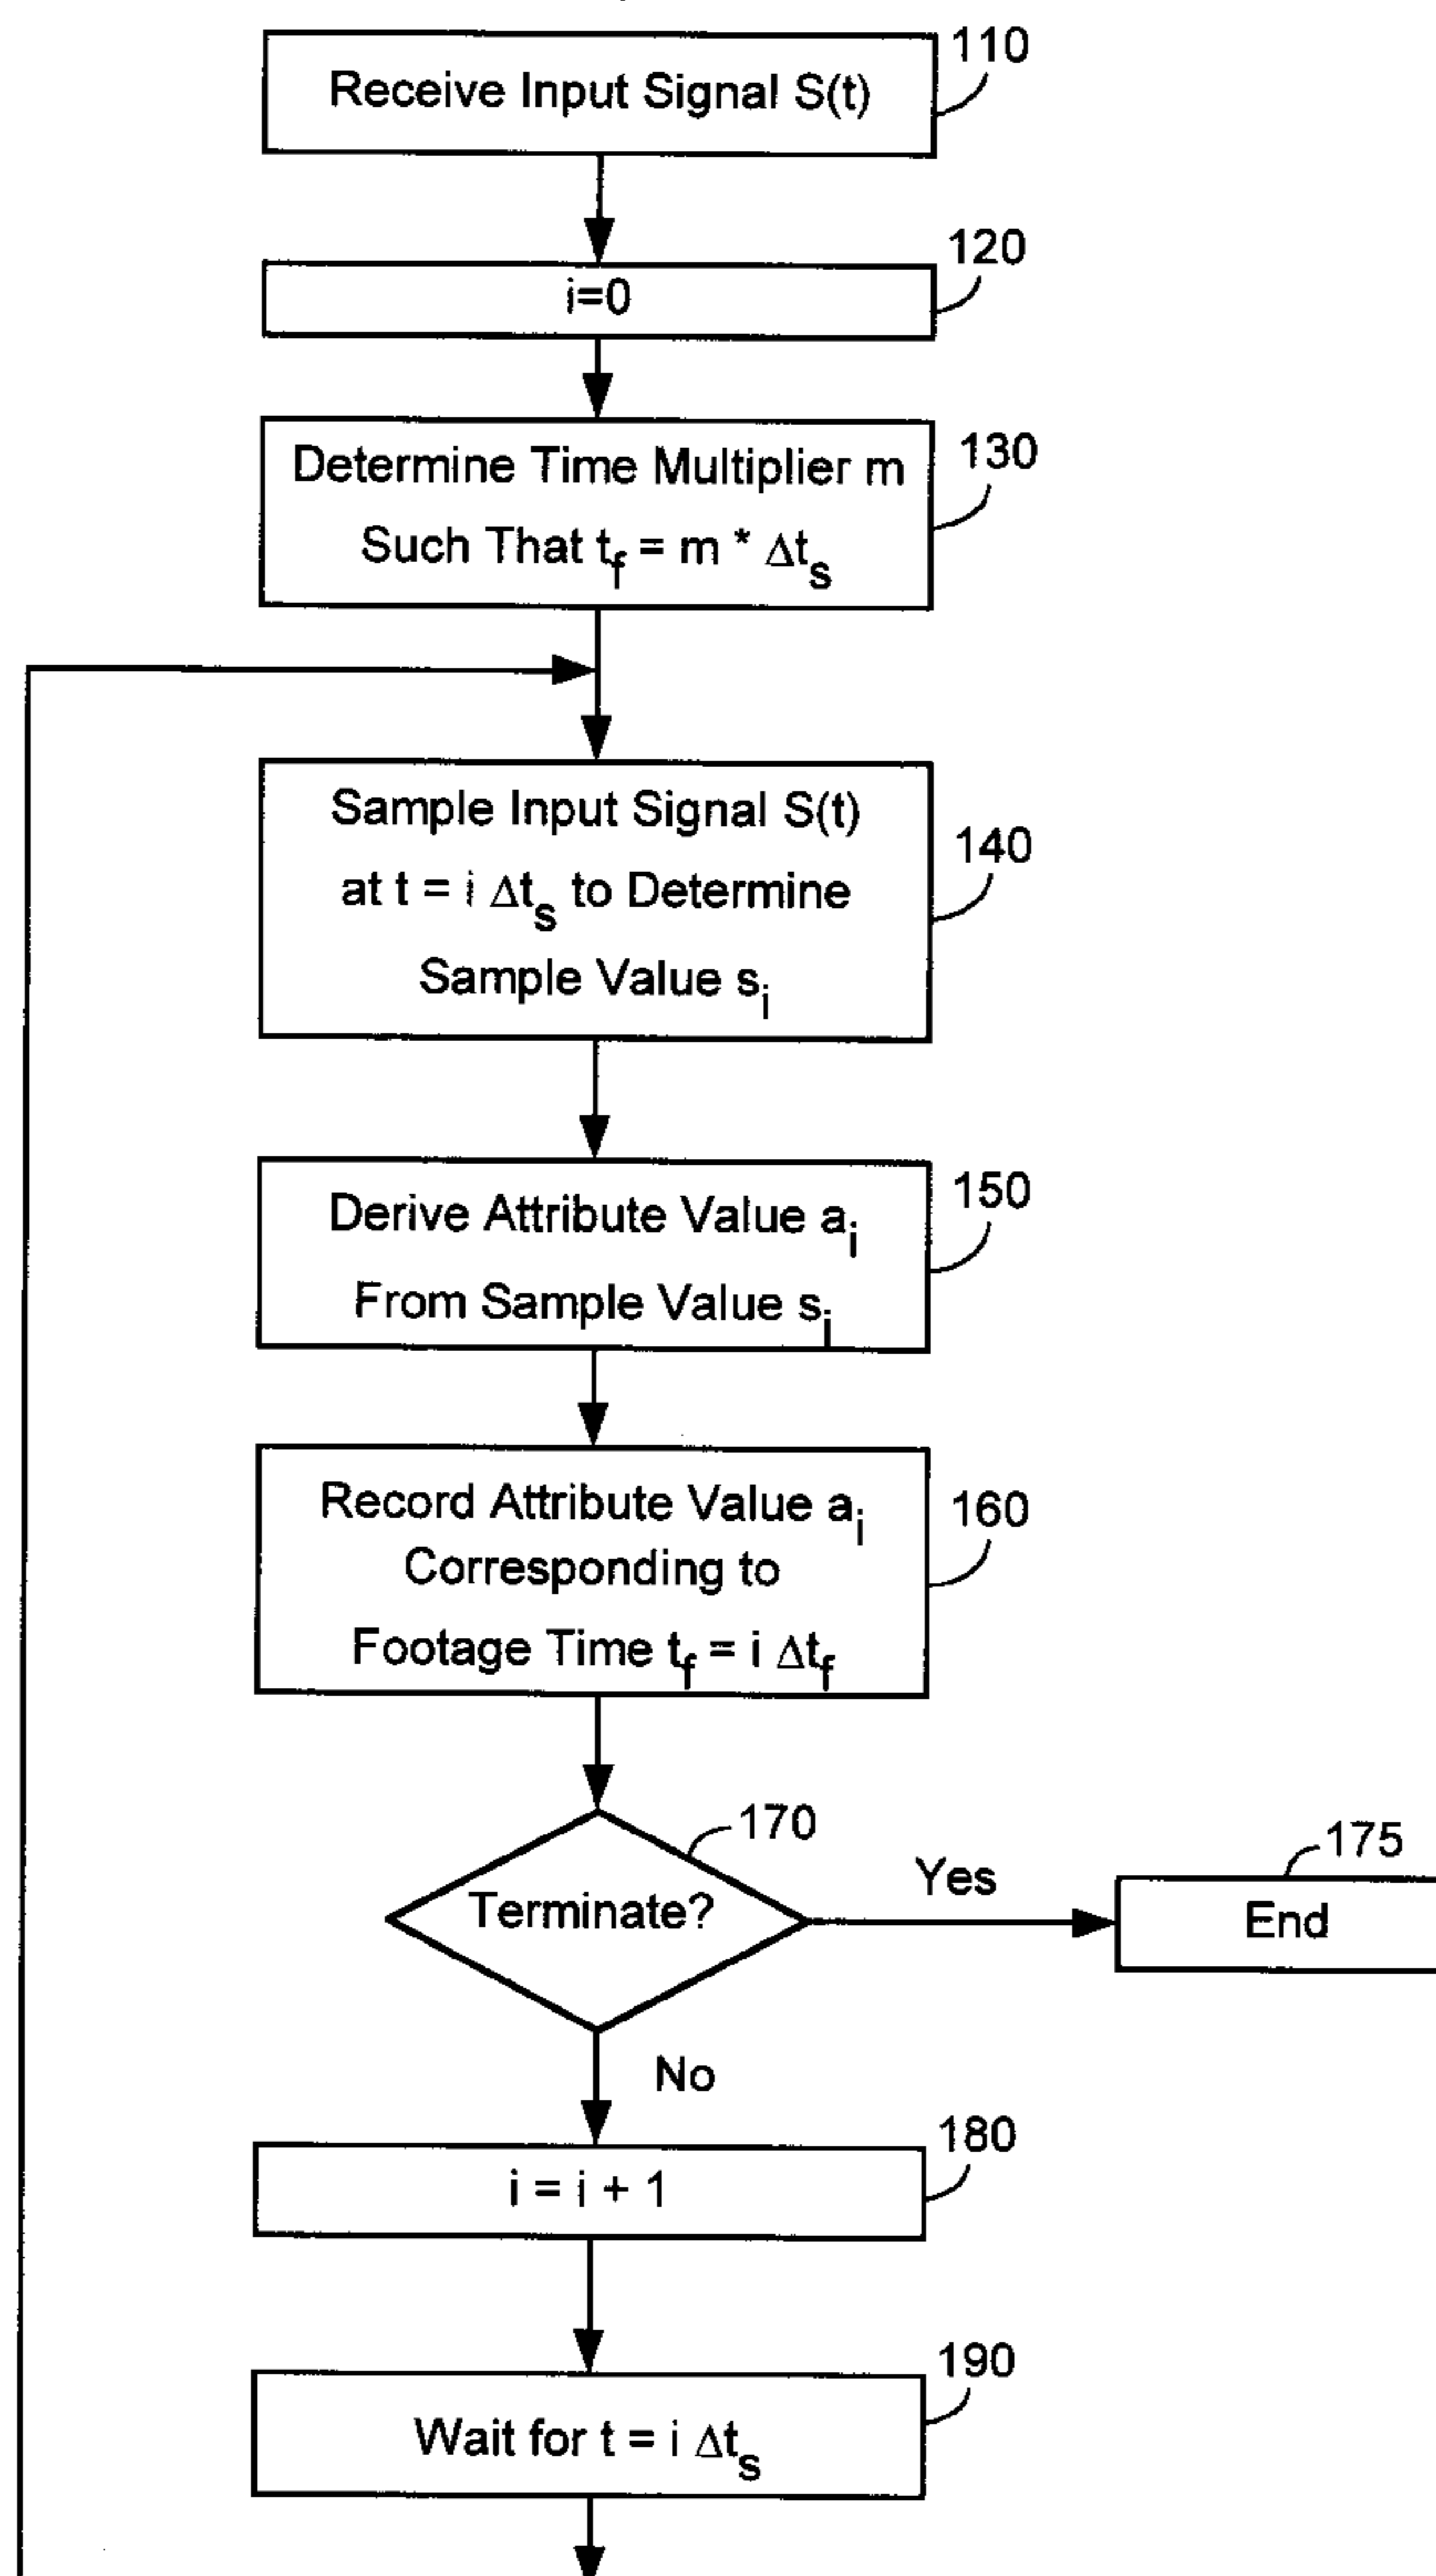 110
Receive Input Signal S(t)
120
i=0
130
Determine Time Multiplier m
Such That t_f = m * Δt_s
Sample Input Signal S(t)
140
at t = i Δt_s to Determine
Sample Value s_i
150
Derive Attribute Value a_i
From Sample Value s_i
Record Attribute Value a_i
160
Corresponding to
Footage Time t_f = i Δt_f
170
175
Yes
Terminate?
End
No
180
i = i + 1
190
Wait for t = i Δt_s